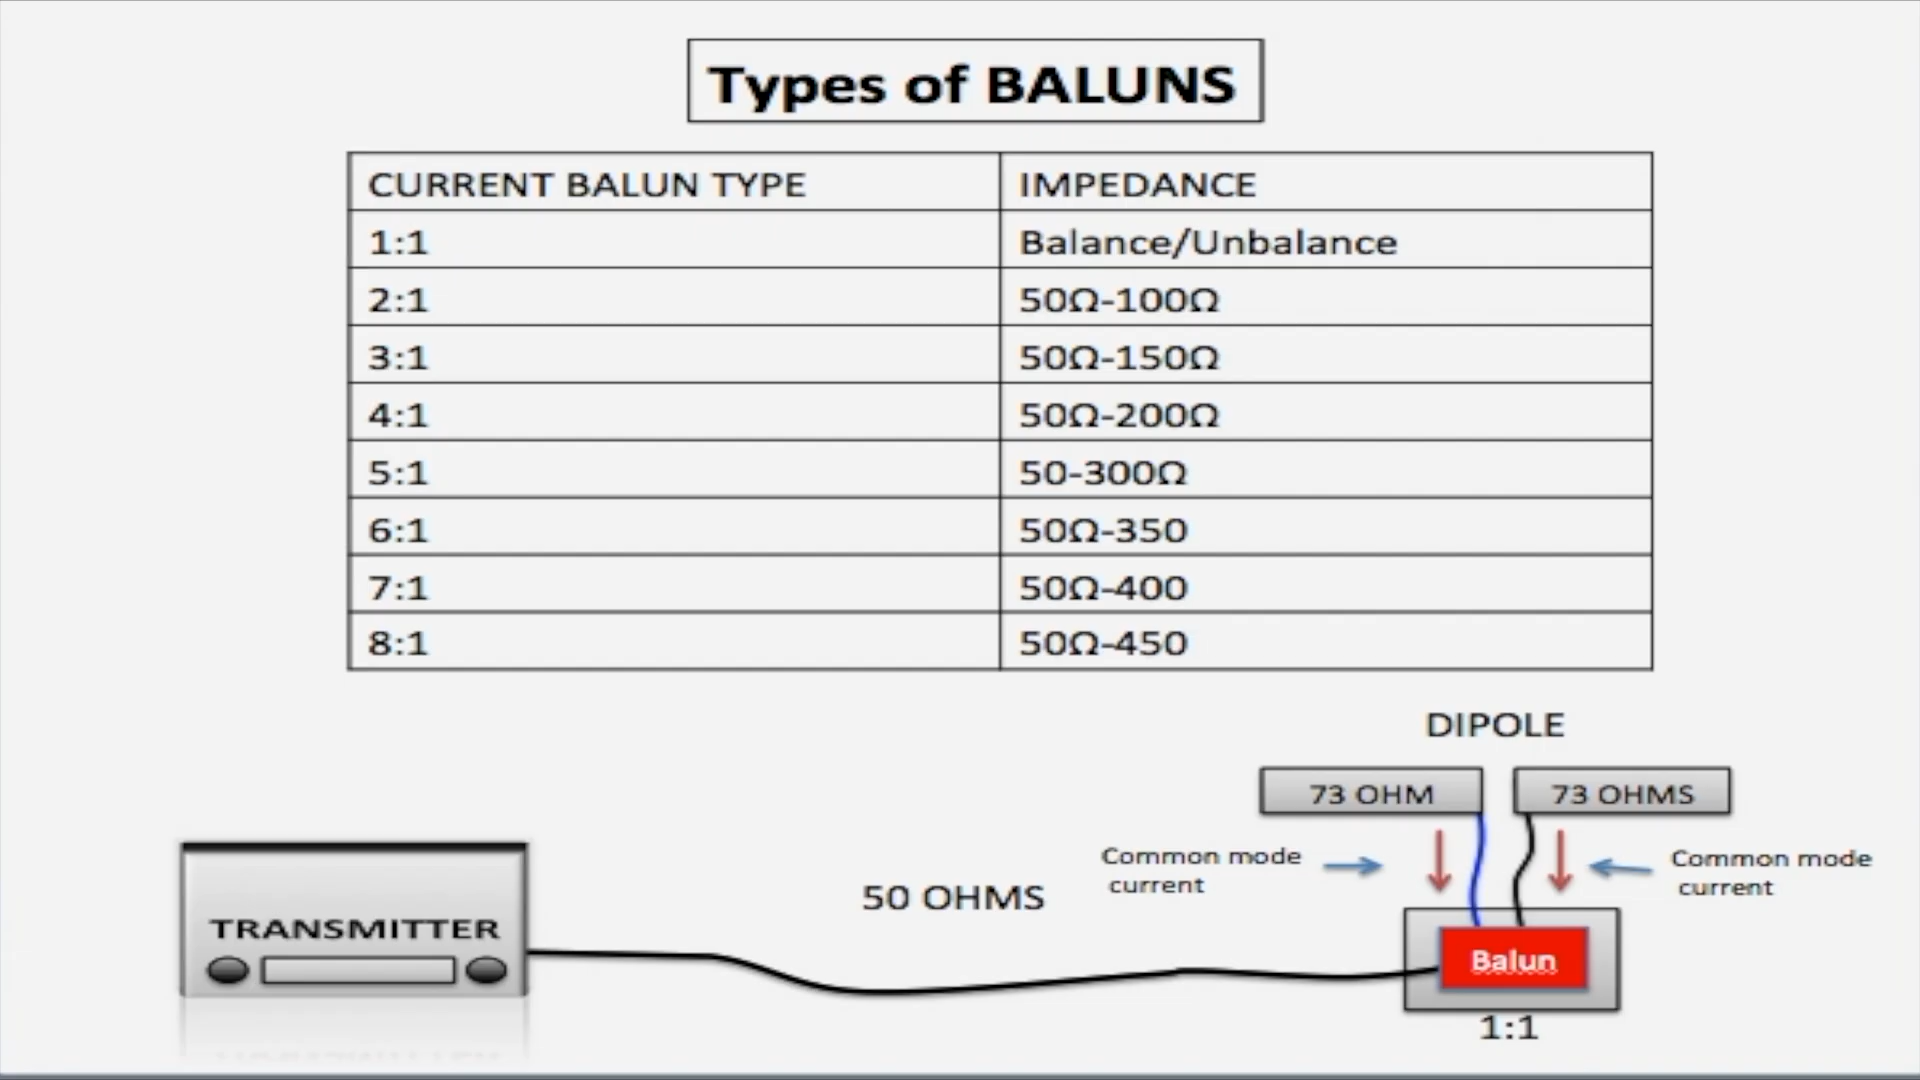 Types of BALUNS
CURRENT BALUN TYPE IMPEDANCE
1:1 Balance/Unbalance
2:1 50Ω-100Ω
3:1 50Ω-150Ω
4:1 50Ω-200Ω
5:1 50-300Ω
6:1 50Ω-350
7:1 50Ω-400
8:1 50Ω-450
DIPOLE
73 OHM 73 OHMS
Common mode
current
Common mode
current
50 OHMS
TRANSMITTER
Balun
1:1